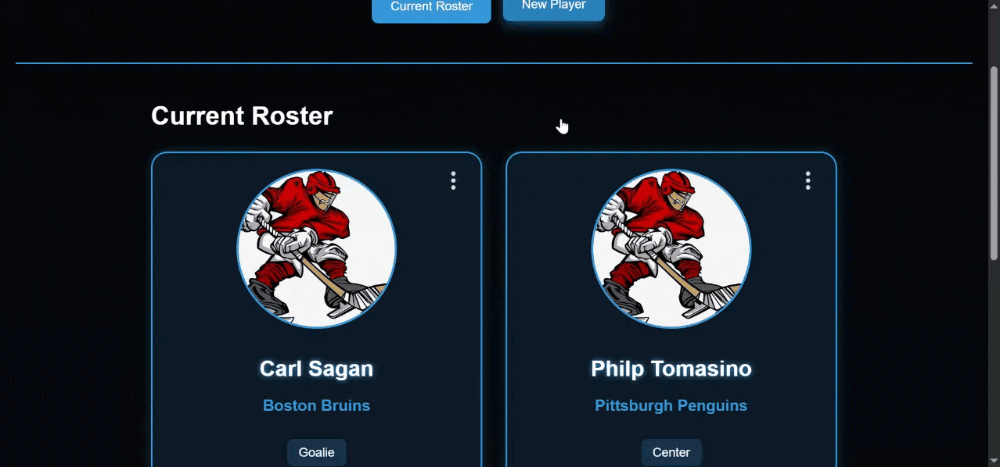 Current Roster New Player
Current Roster
Carl Sagan
Boston Bruins
Goalie
Philp Tomasino
Pittsburgh Penguins
Center